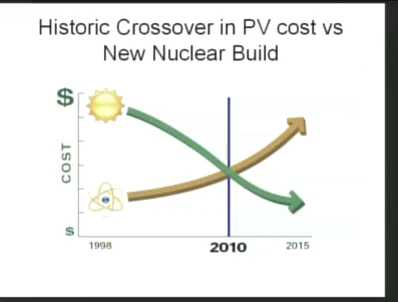 Historic Crossover in PV cost vs
New Nuclear Build
$
COST
$
1998
2010
2015